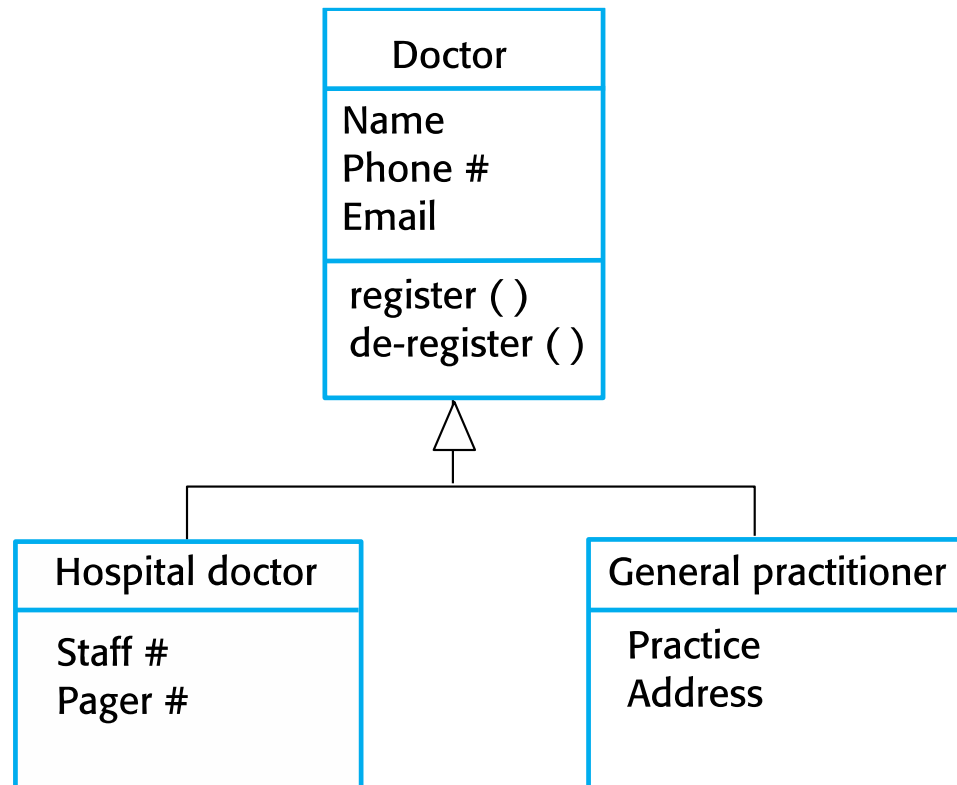 Doctor
Name
Phone #
Email
register ( )
de-register ( )
Hospital doctor
Staff #
Pager #
General practitioner
Practice
Address